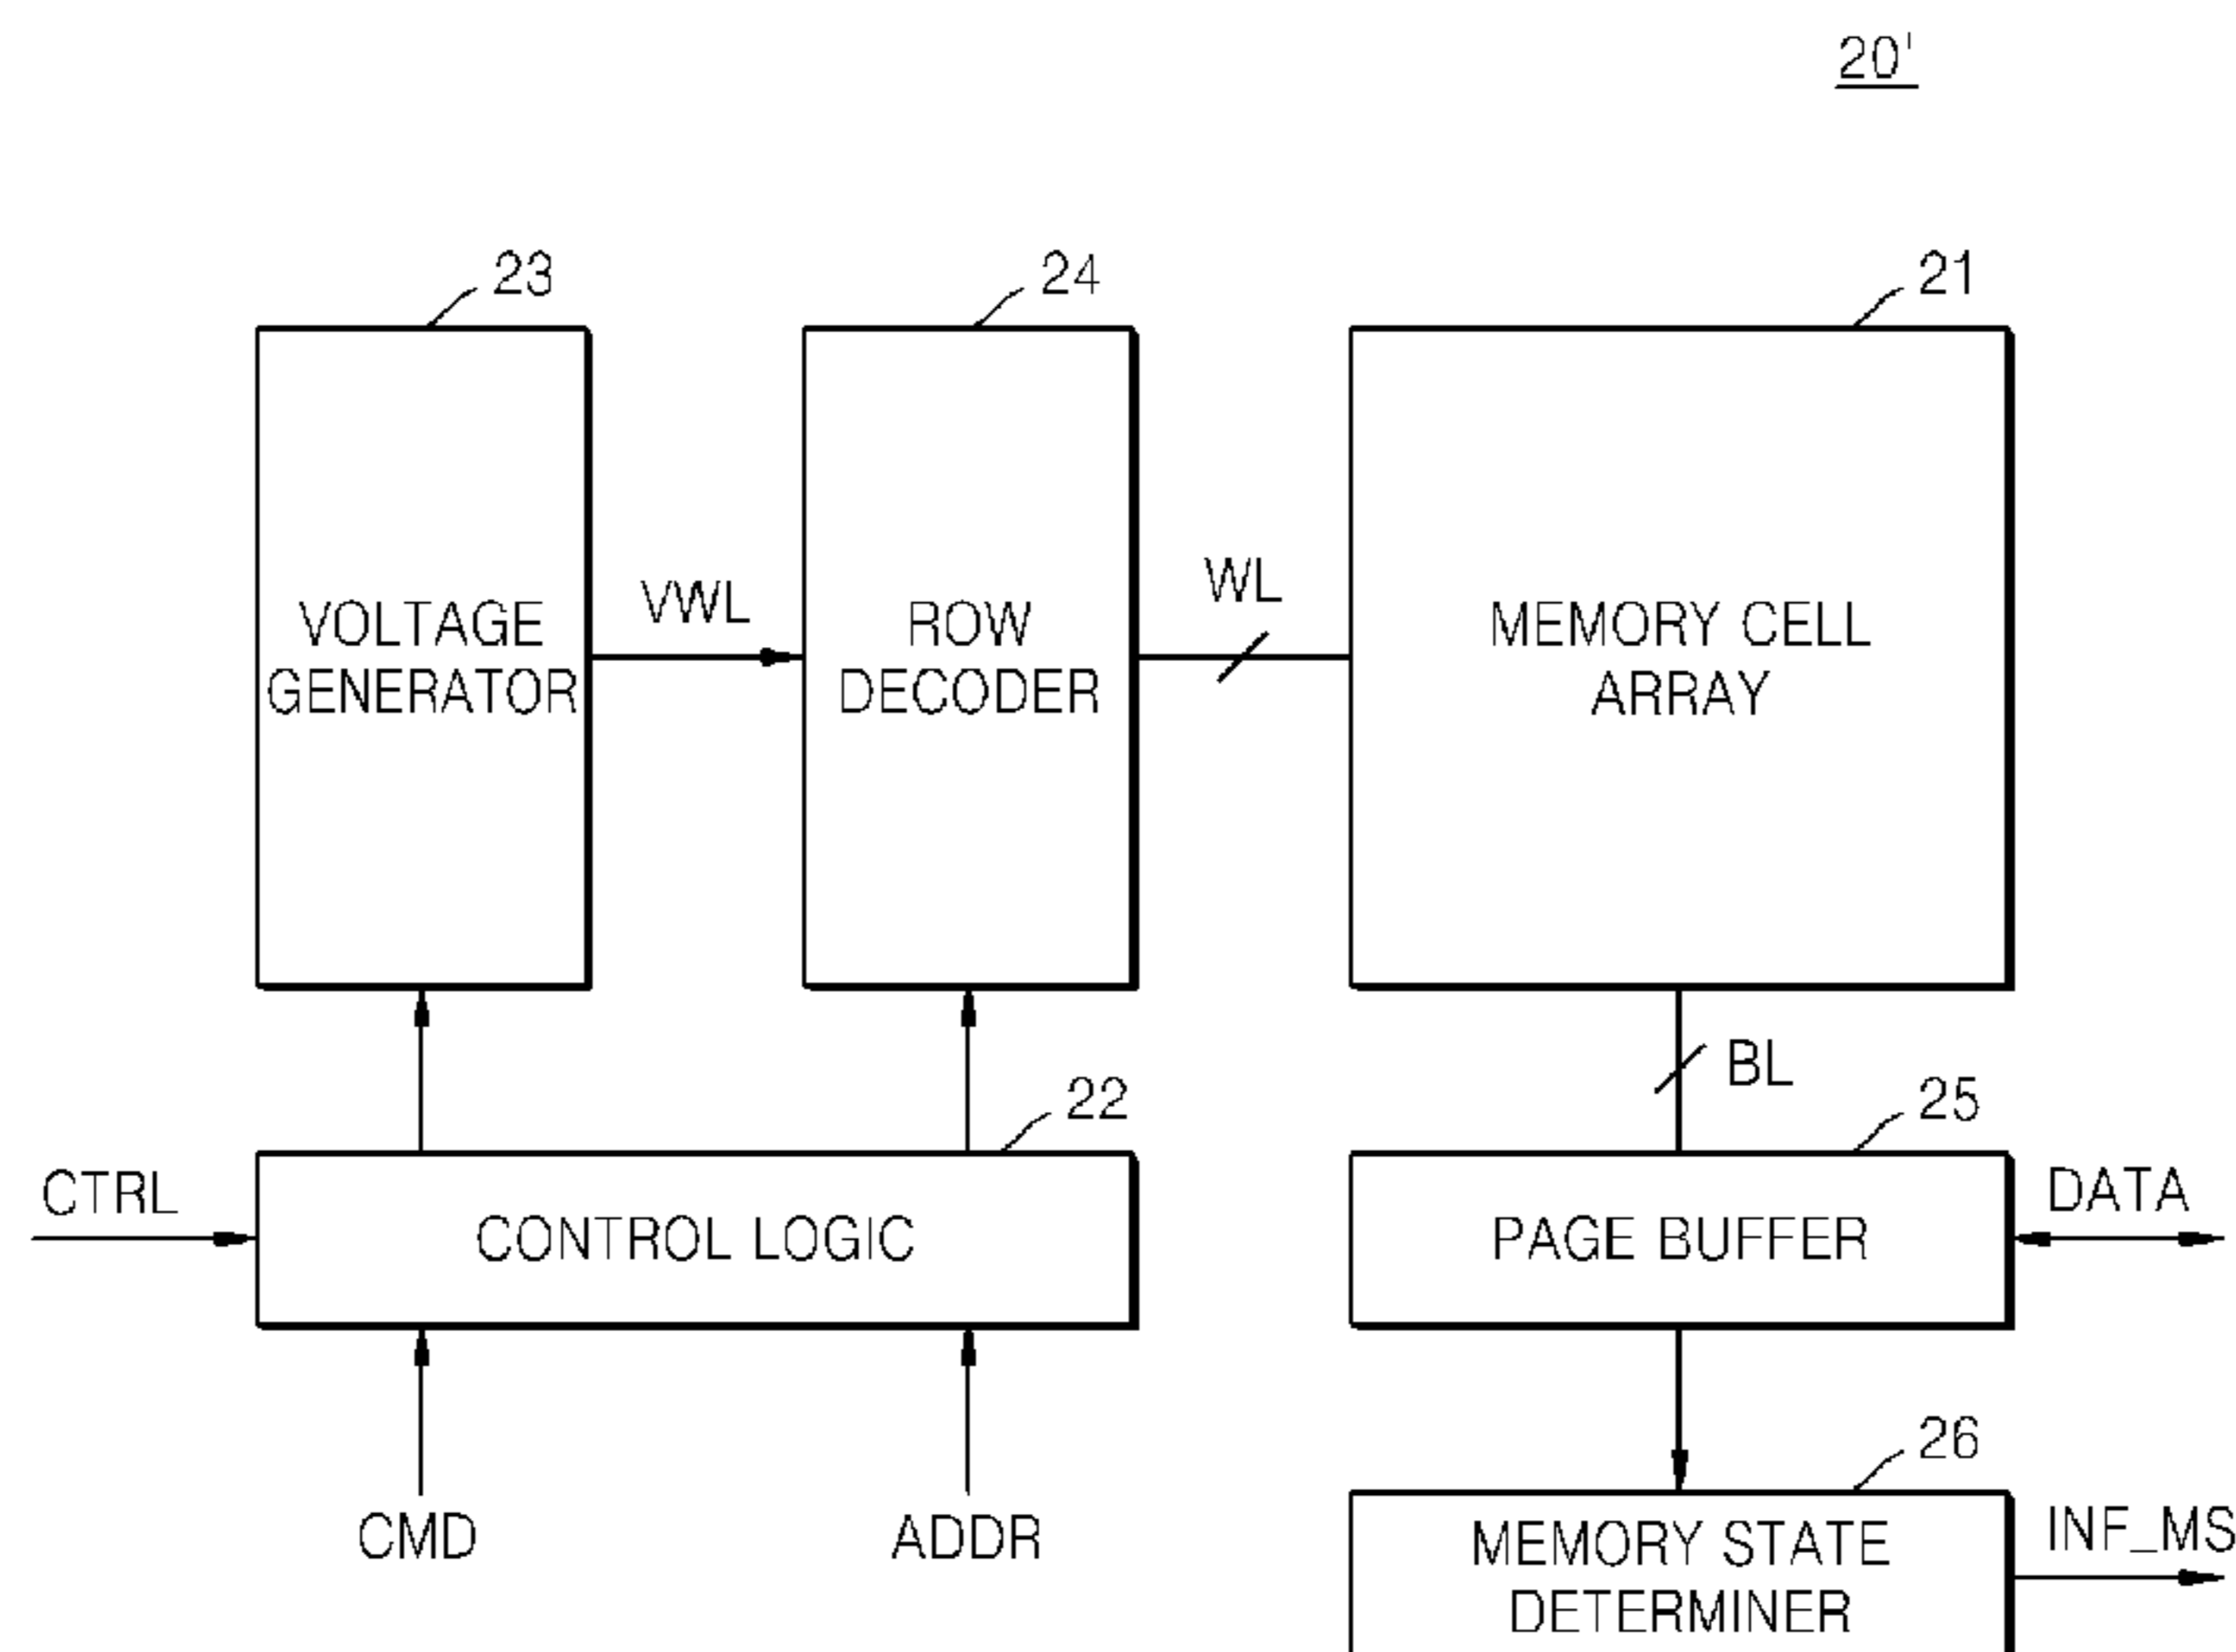 20'
23
24
21
VOLTAGE
GENERATOR
VWL
ROW
DECODER
WL
MEMORY CELL
ARRAY
BL
22
25
CTRL
CONTROL LOGIC
PAGE BUFFER
DATA
CMD
ADDR
26
MEMORY STATE
DETERMINER
INF_MS